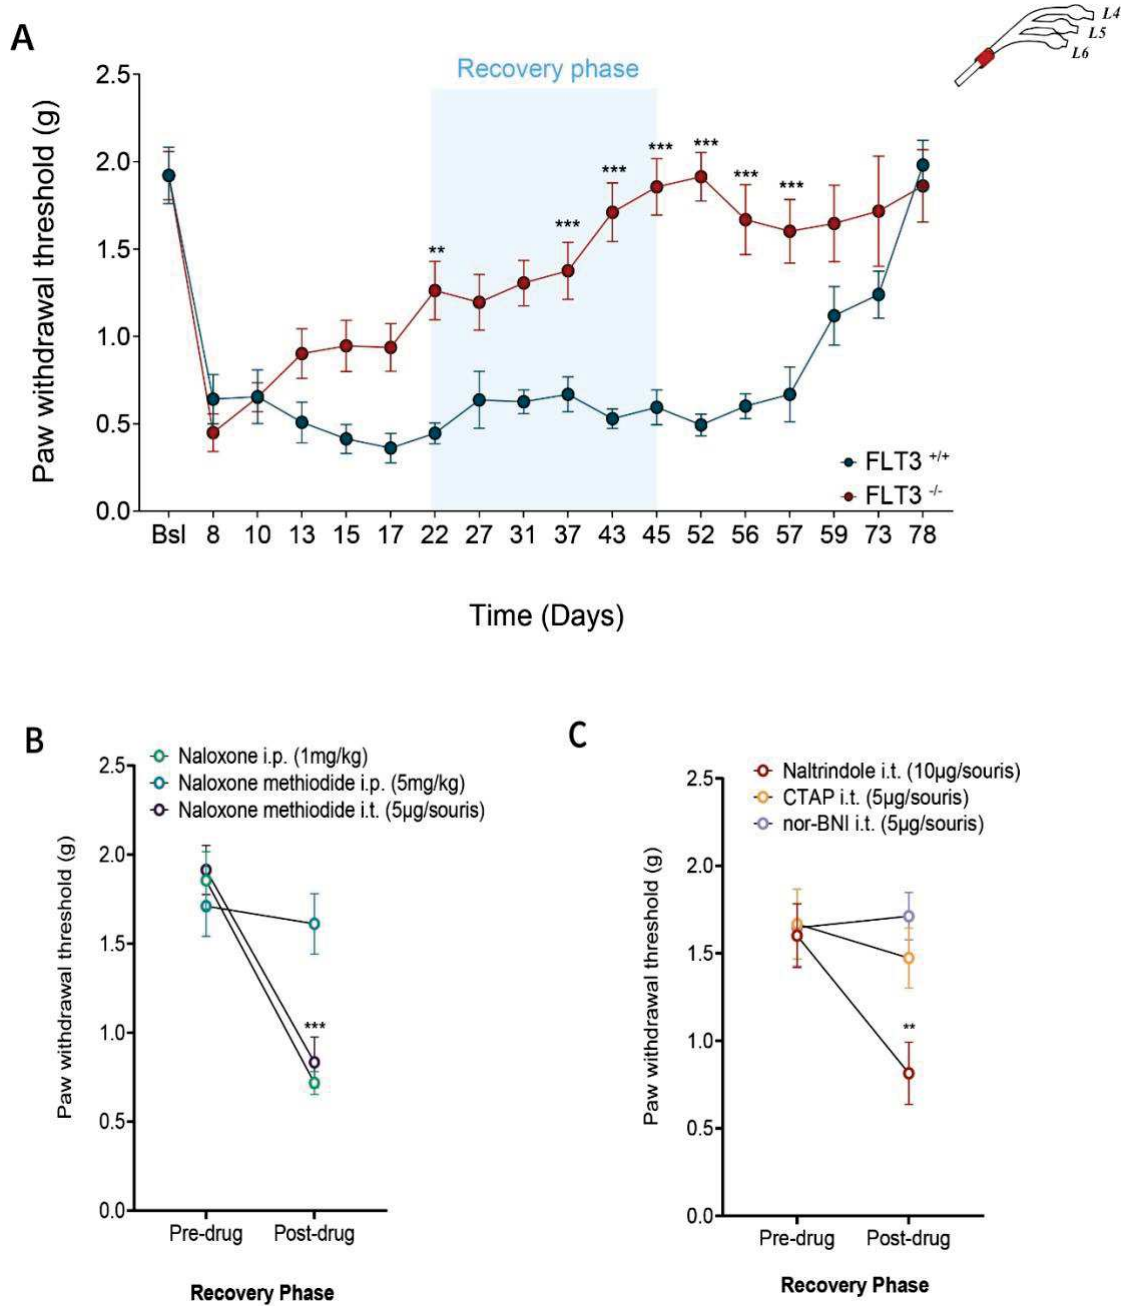 A
L4
L5
L6
Recovery phase
Paw withdrawal threshold (g)
2.5
2.0
1.5
1.0
0.5
0.0
** *** *** *** *** *** ***
FLT3 +/+
FLT3 -/-
Bsl 8 10 13 15 17 22 27 31 37 43 45 52 56 57 59 73 78
Time (Days)
B
Naloxone i.p. (1mg/kg)
Naloxone methiodide i.p. (5mg/kg)
Naloxone methiodide i.t. (5µg/souris)
Paw withdrawal threshold (g)
2.5
2.0
1.5
1.0
0.5
0.0
***
Pre-drug Post-drug
Recovery Phase
C
Naltrindole i.t. (10µg/souris)
CTAP i.t. (5µg/souris)
nor-BNI i.t. (5µg/souris)
Paw withdrawal threshold (g)
2.5
2.0
1.5
1.0
0.5
0.0
**
Pre-drug Post-drug
Recovery Phase